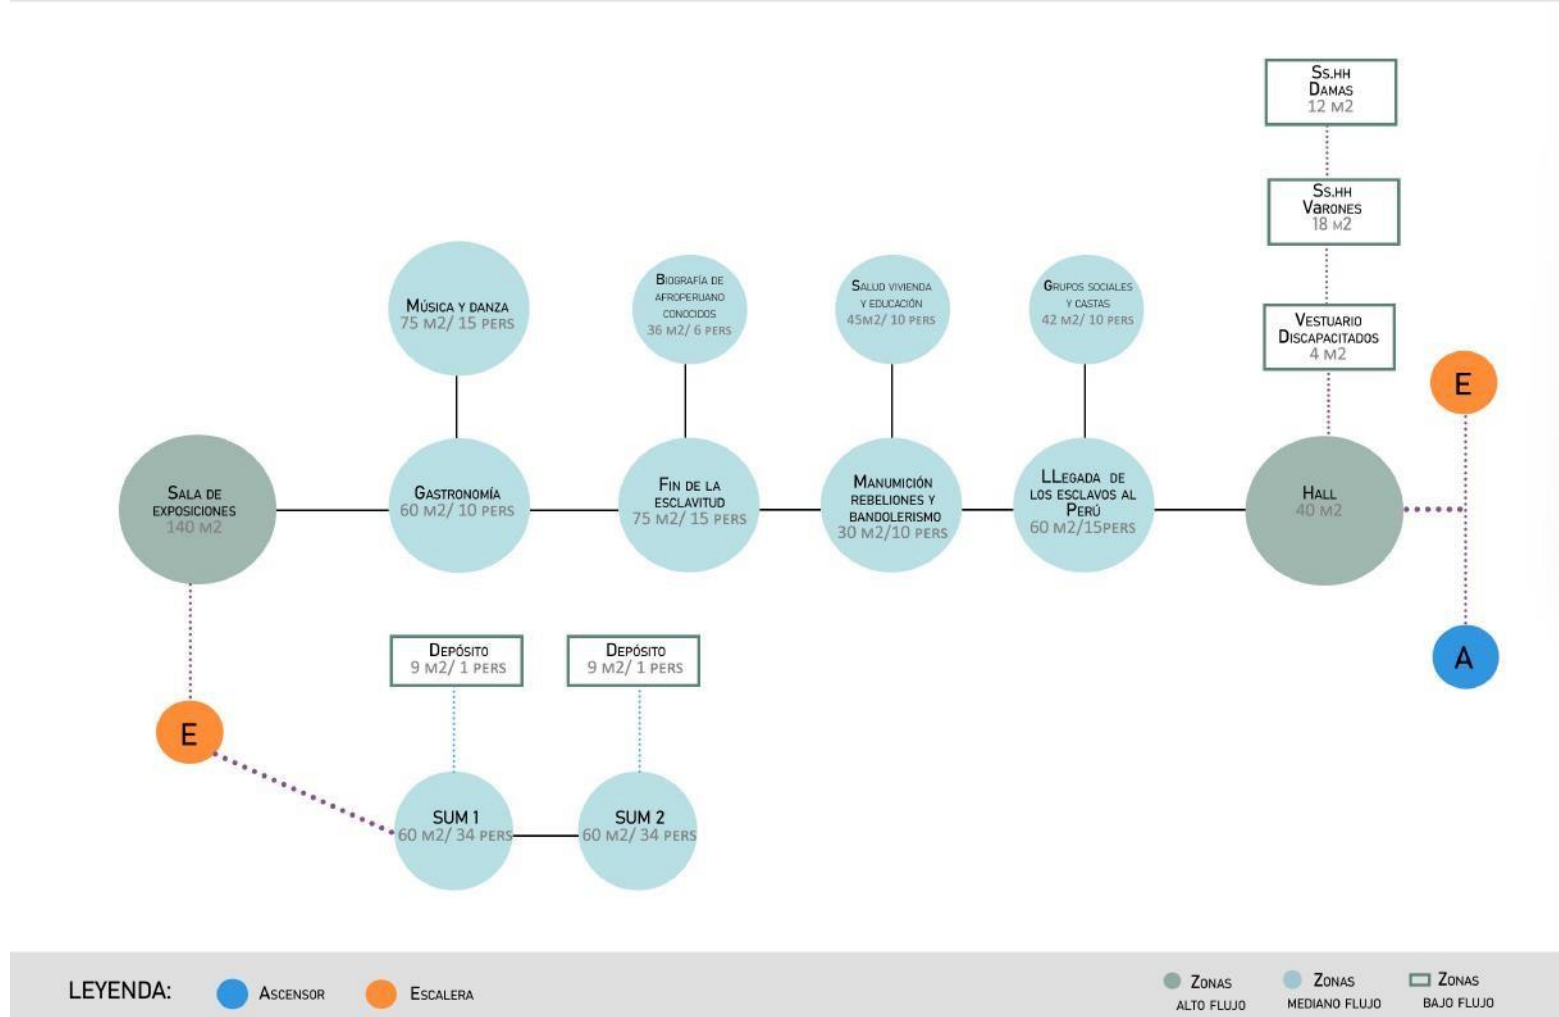 Ss.hh
Damas
12 m2
Ss.hh
Varones
18 m2
Vestuario
Discapacitados
4 m2
Música y danza
75 m2/ 15 pers
Biografía de
afroperuano
conocidos
36 m2/ 6 pers
Salud vivienda
y educación
45m2/ 10 pers
Grupos sociales
y castas
42 m2/ 10 pers
E
Sala de
exposiciones
140 m2
Gastronomía
60 m2/ 10 pers
Fin de la
esclavitud
75 m2/ 15 pers
Manumición
rebeliones y
bandolerismo
30 m2/10 pers
LLegada de
los esclavos al
Perú
60 m2/15pers
Hall
40 m2
A
Depósito
9 m2/ 1 pers
Depósito
9 m2/ 1 pers
E
SUM 1
60 m2/ 34 pers
SUM 2
60 m2/ 34 pers
LEYENDA:
Ascensor
Escalera
Zonas
alto flujo
Zonas
mediano flujo
Zonas
bajo flujo